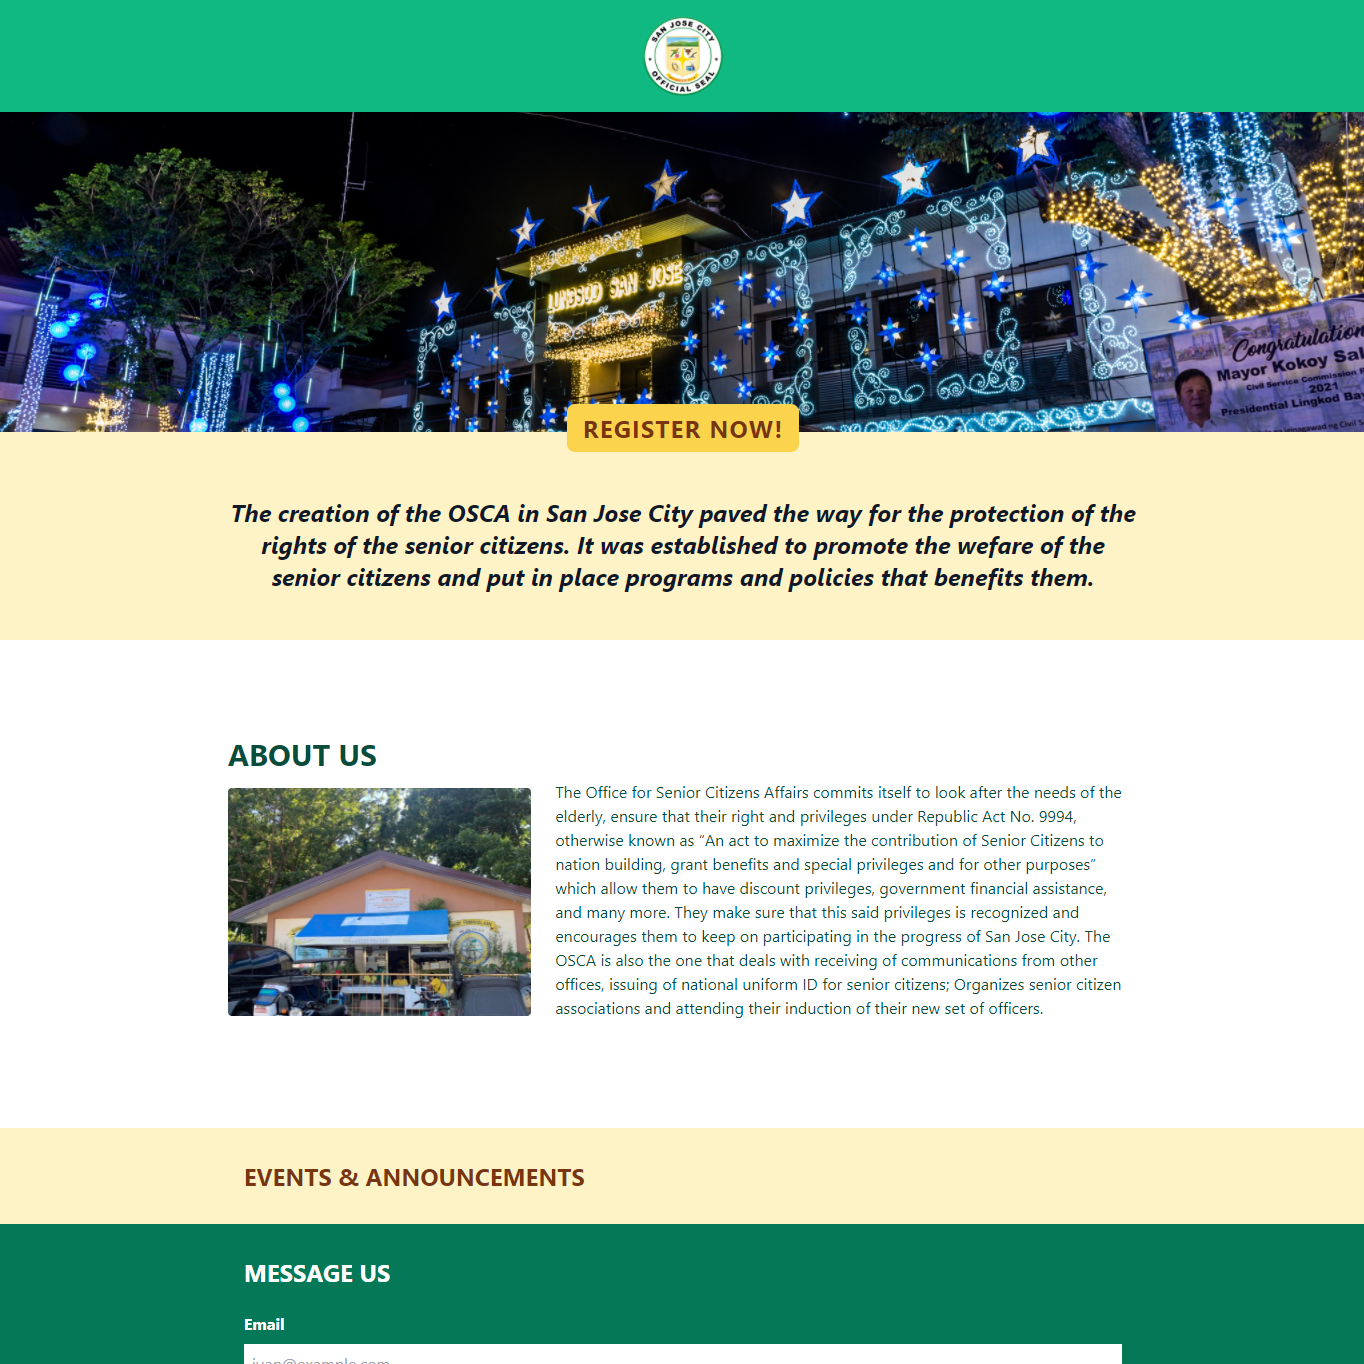 SAN JOSE CITY
OFFICIAL SEAL
LUNGSOD SAN JOSE
Congratulation
Mayor Kokoy Sal
Civil Service Commission
2021
Presidential Lingkod Bay
REGISTER NOW!
The creation of the OSCA in San Jose City paved the way for the protection of the
rights of the senior citizens. It was established to promote the wefare of the
senior citizens and put in place programs and policies that benefits them.
ABOUT US
The Office for Senior Citizens Affairs commits itself to look after the needs of the
elderly, ensure that their right and privileges under Republic Act No. 9994,
otherwise known as “An act to maximize the contribution of Senior Citizens to
nation building, grant benefits and special privileges and for other purposes”
which allow them to have discount privileges, government financial assistance,
and many more. They make sure that this said privileges is recognized and
encourages them to keep on participating in the progress of San Jose City. The
OSCA is also the one that deals with receiving of communications from other
offices, issuing of national uniform ID for senior citizens; Organizes senior citizen
associations and attending their induction of their new set of officers.
EVENTS & ANNOUNCEMENTS
MESSAGE US
Email
juan@example.com